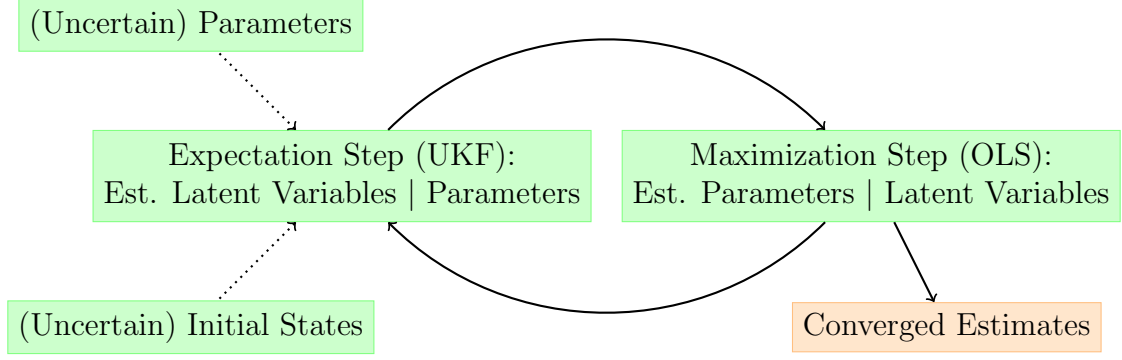 (Uncertain) Parameters
Expectation Step (UKF):
Est. Latent Variables | Parameters
Maximization Step (OLS):
Est. Parameters | Latent Variables
(Uncertain) Initial States
Converged Estimates